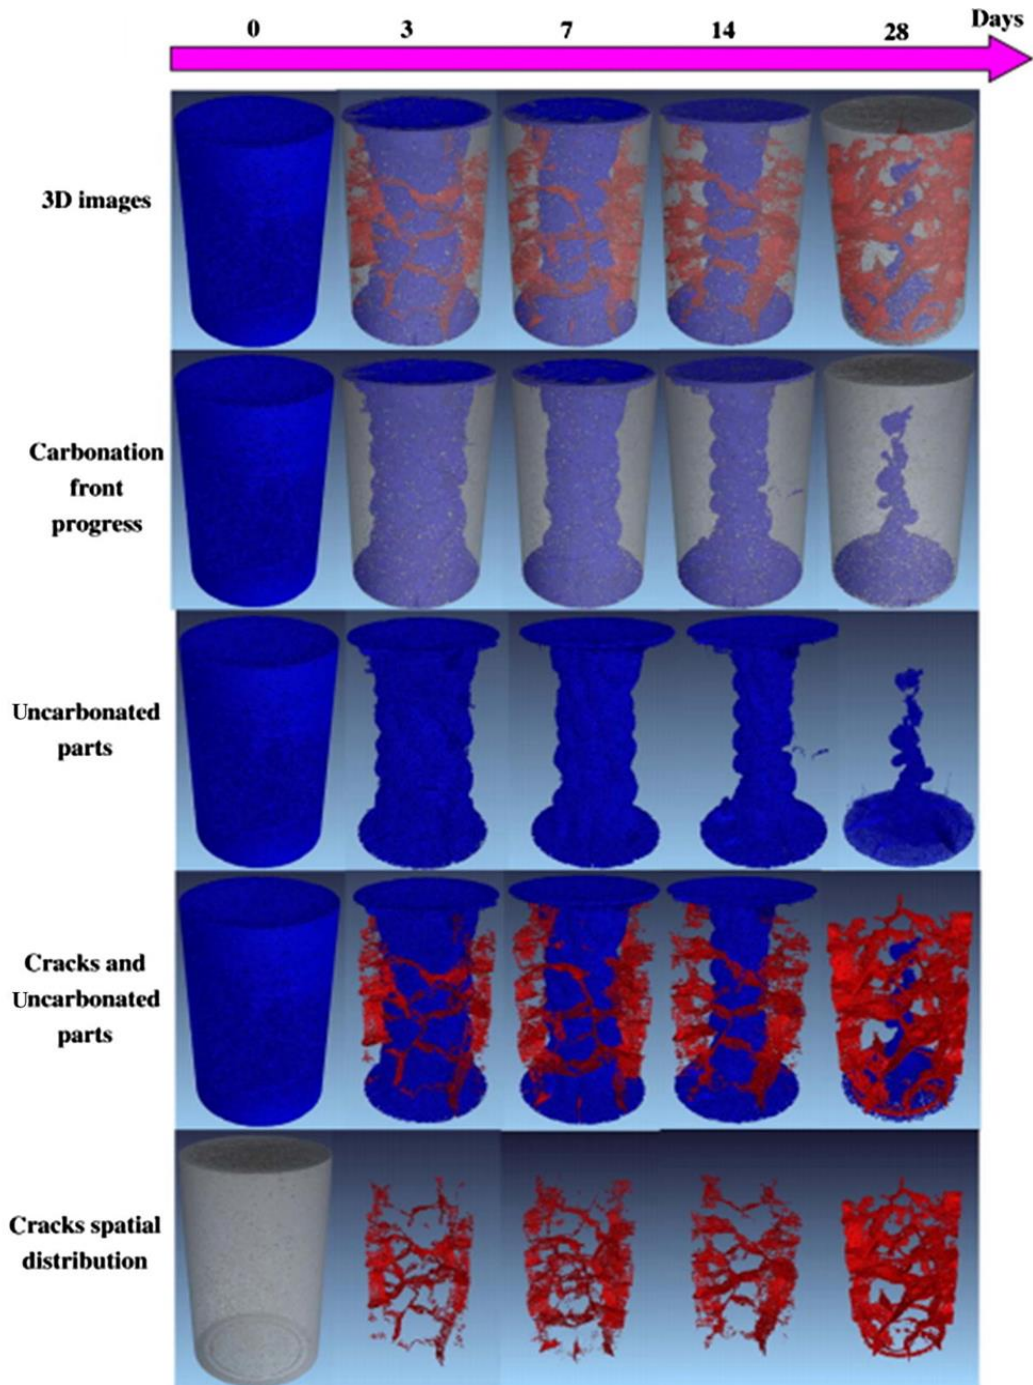 0 3 7 14 28 Days
3D images
Carbonation
front
progress
Uncarbonated
parts
Cracks and
Uncarbonated
parts
Cracks spatial
distribution